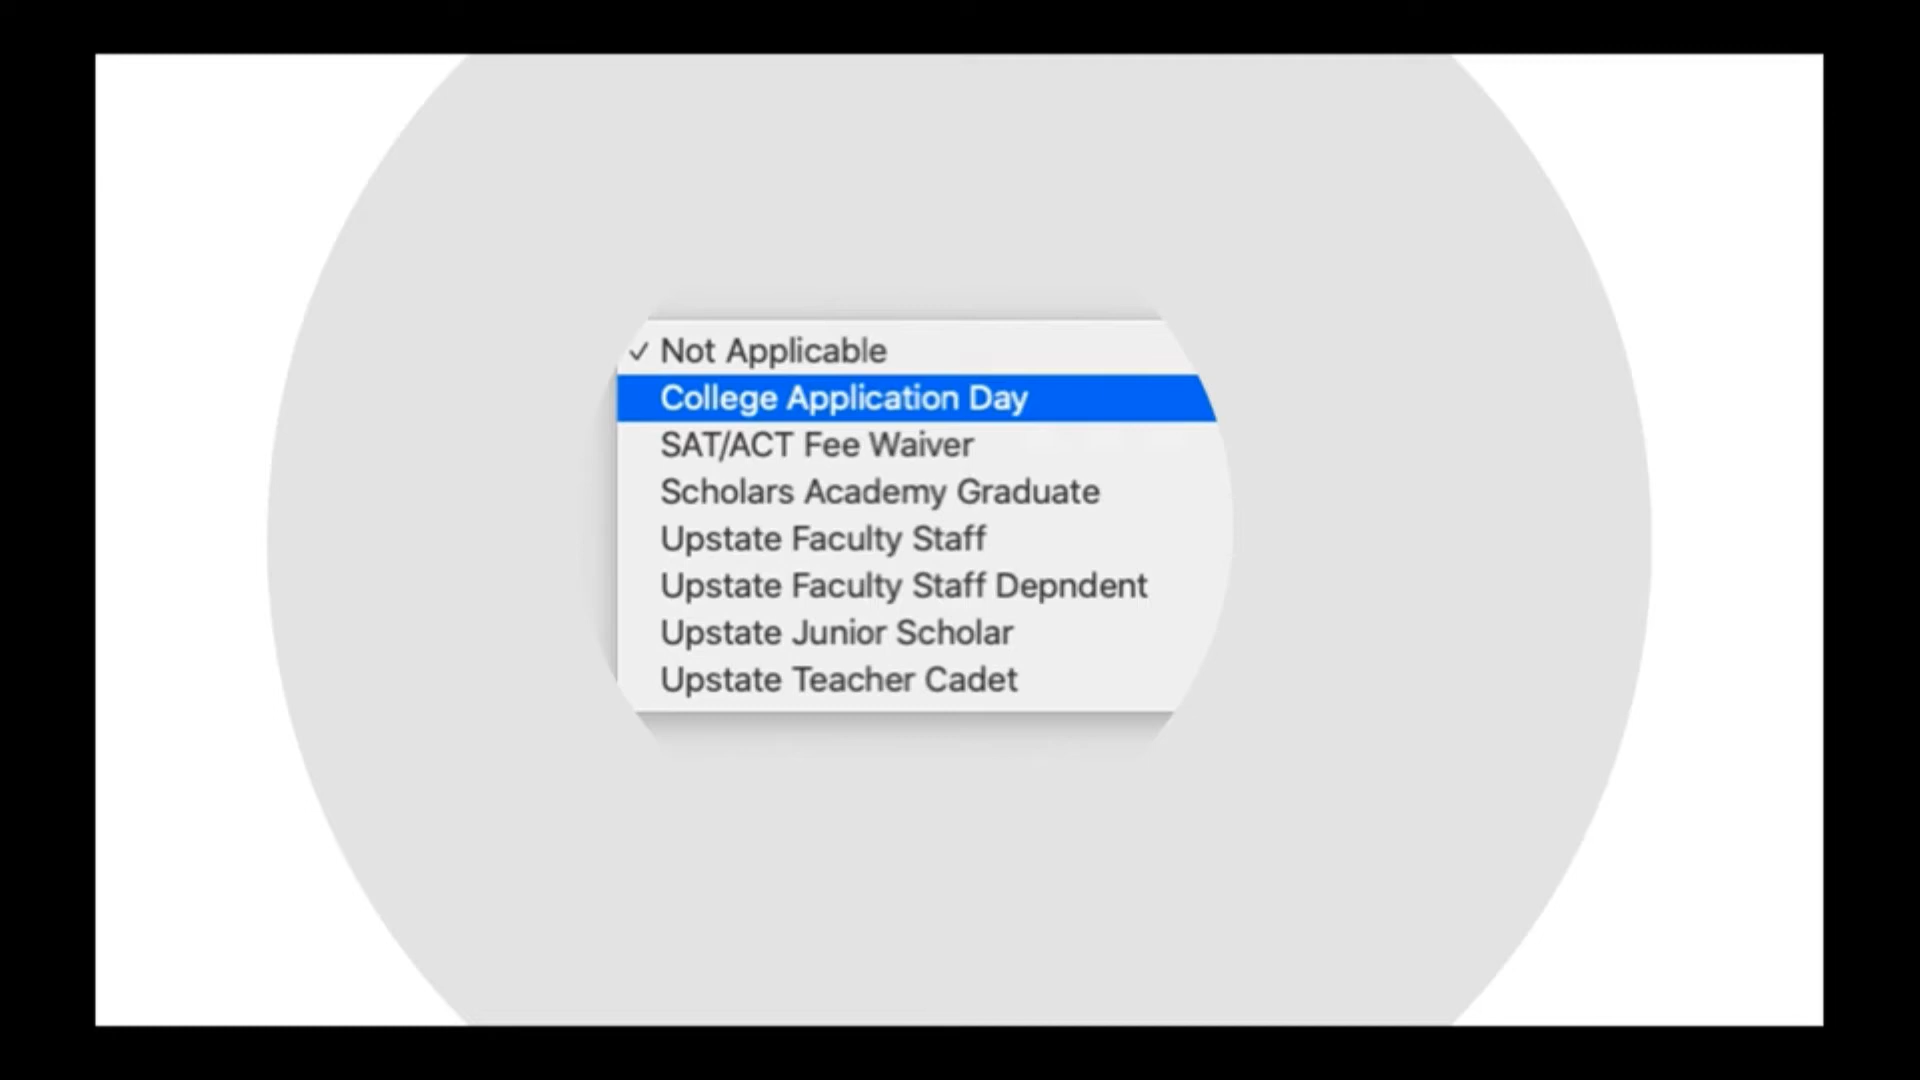 ✓ Not Applicable
College Application Day
SAT/ACT Fee Waiver
Scholars Academy Graduate
Upstate Faculty Staff
Upstate Faculty Staff Depndent
Upstate Junior Scholar
Upstate Teacher Cadet